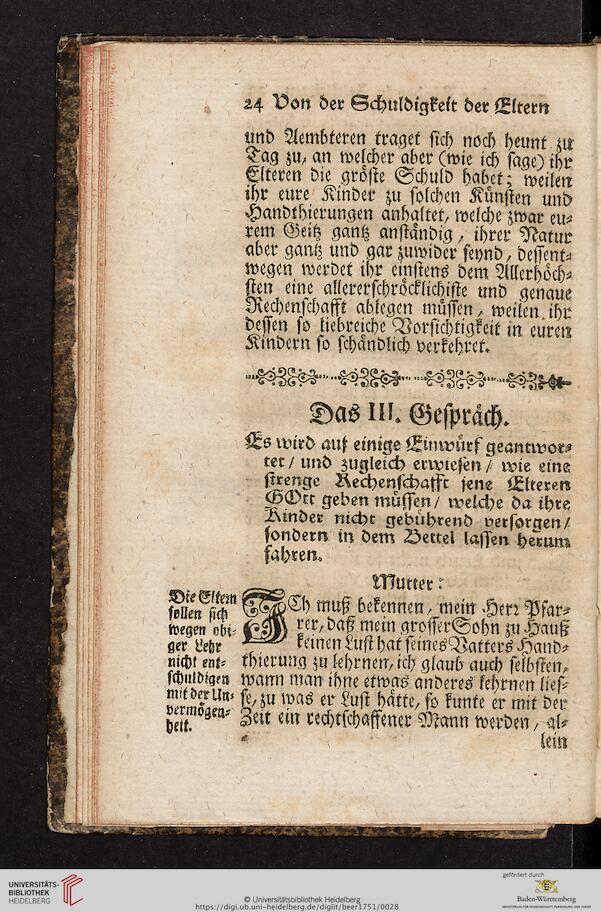 24 Von der Schuldigkeit der Eltern
und Aembteren traget sich noch heunt zu
Tag zu, an welcher aber (wie ich sage) ihr
Elteren die gröste Schuld habet; weilen
ihr eure Kinder zu solchen Künsten und
Handthierungen anhaltet, welche zwar eu-
rem Geitz gantz anständig, ihrer Natur
aber gantz und gar zuwider seynd, dessent-
wegen werdet ihr einstens dem Allerhöch-
sten eine allererschröcklichiste und genaue
Rechenschafft ablegen müssen, weilen ihr
dessen so liebreiche Vorsichtigkeit in euren
Kindern so schändlich verkehret.
Das III. Gespräch.
Es wird auf einige Einwürf geantwor-
tet / und zugleich erwiesen / wie eine
strenge Rechenschafft jene Elteren
GOtt geben müssen / welche da ihre
Kinder nicht gebührend versorgen /
sondern in dem Bettel lassen herum
fahren.
Mutter:
Die Eltern
sollen sich
wegen obi-
ger Lehr
nicht ent-
schuldigen
mit der Un-
vermögen-
heit.
ICh muß bekennen, mein Herr Pfar-
rer, daß mein grosser Sohn zu Hauß
keinen Lust hat seines Vatters Hand-
thierung zu lehrnen, ich glaub auch selbsten,
wann man ihne etwas anderes lehrnen lies-
se, zu was er Lust hätte, so kunte er mit der
Zeit ein rechtschaffener Mann werden, al-
lein
UNIVERSITÄTS-
BIBLIOTHEK
HEIDELBERG
© Universitätsbibliothek Heidelberg
https://digi.ub.uni-heidelberg.de/diglit/beer1751/0028
gefördert durch
Baden-Württemberg